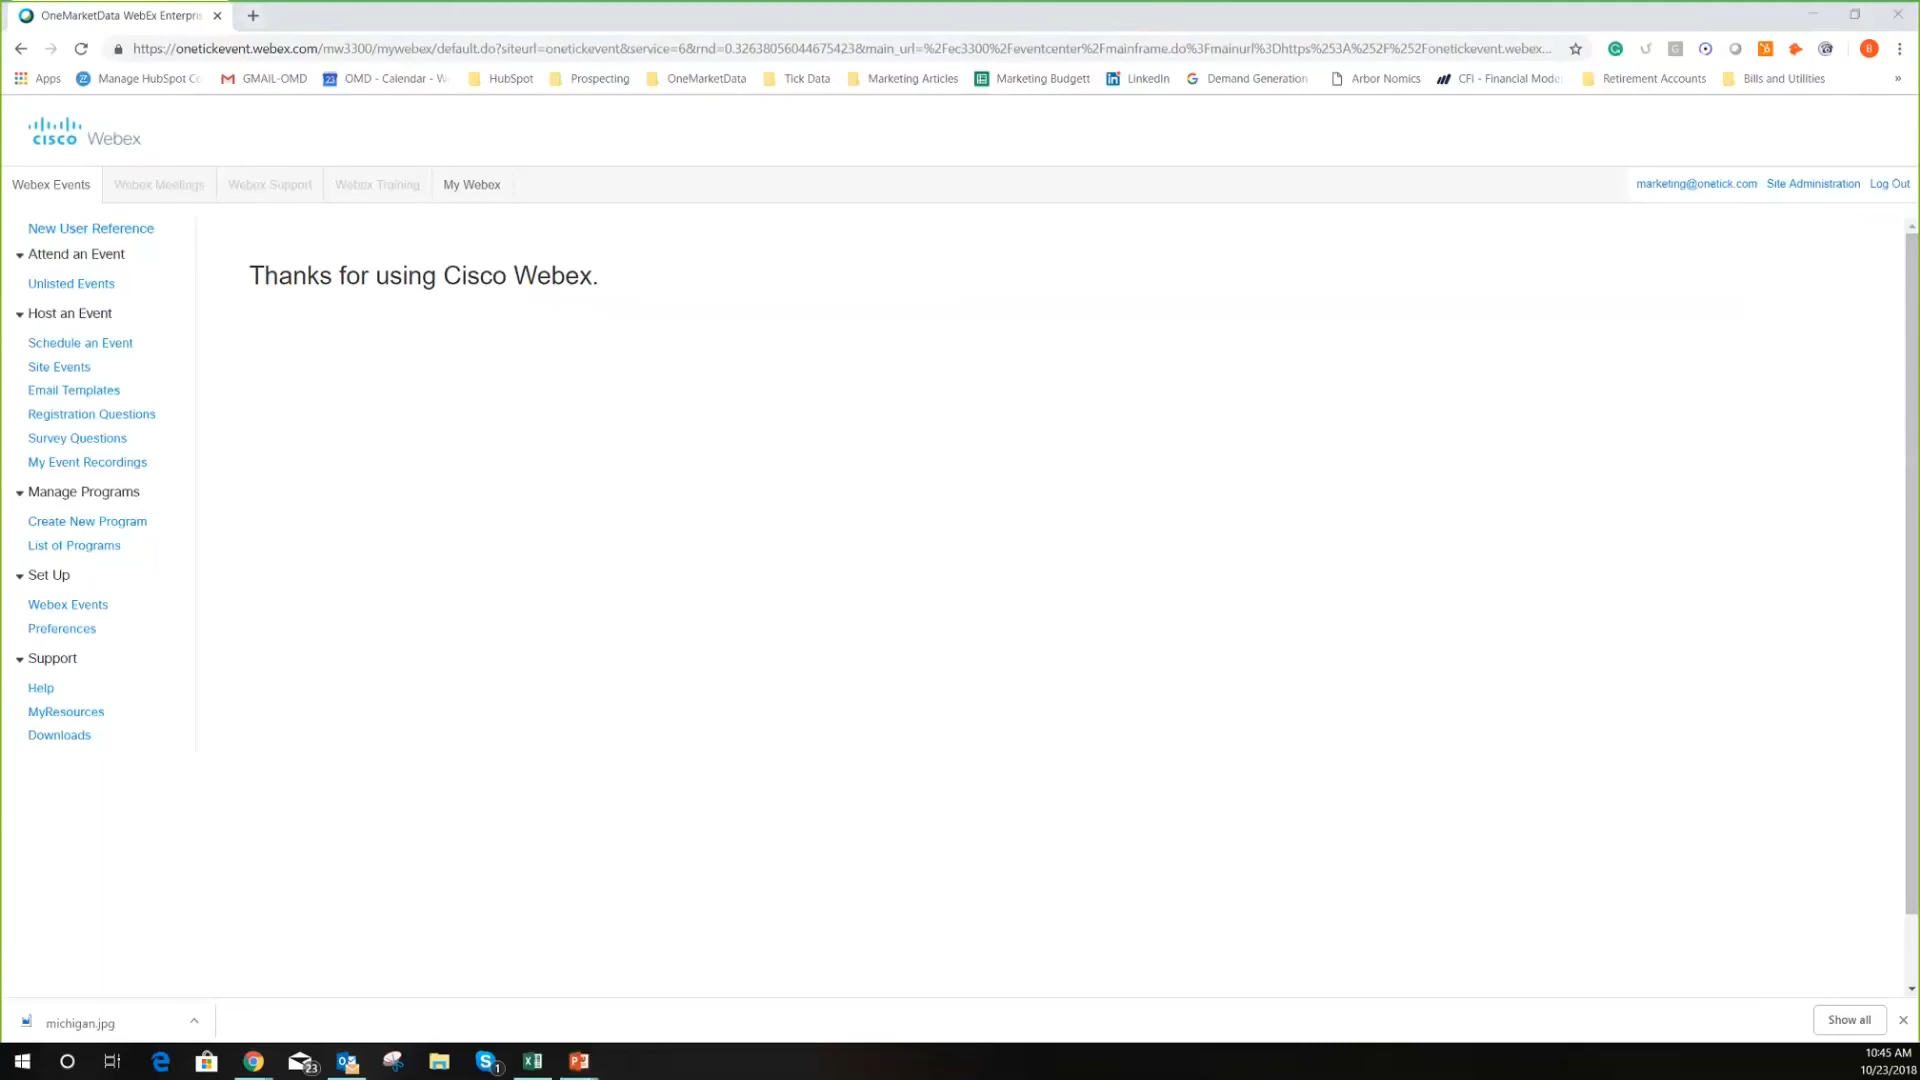 OneMarketData WebEx Enterpris
https://onetickevent.webex.com/mw3300/mywebex/default.do?siteurl=onetickevent&service=6&rnd=0.3263805604467542​38&main_url=%2Fec3300%2Feventcenter%2Fmainframe.do%3Fmainurl%3Dhttps%253A%252F%252Fonetickevent.webex...
B
Apps Manage HubSpot Co GMAIL-OMD 23 OMD - Calendar - W HubSpot Prospecting OneMarketData Tick Data Marketing Articles Marketing Budgett LinkedIn Demand Generation Arbor Nomics CFI - Financial Mode Retirement Accounts Bills and Utilities »
CISCO Webex
Webex Events Webex Meetings Webex Support Webex Training My Webex marketing@onetick.com Site Administration Log Out
New User Reference
Attend an Event
Unlisted Events
Thanks for using Cisco Webex.
Host an Event
Schedule an Event
Site Events
Email Templates
Registration Questions
Survey Questions
My Event Recordings
Manage Programs
Create New Program
List of Programs
Set Up
Webex Events
Preferences
Support
Help
MyResources
Downloads
michigan.jpg Show all
23 1
10:45 AM
10/23/2018